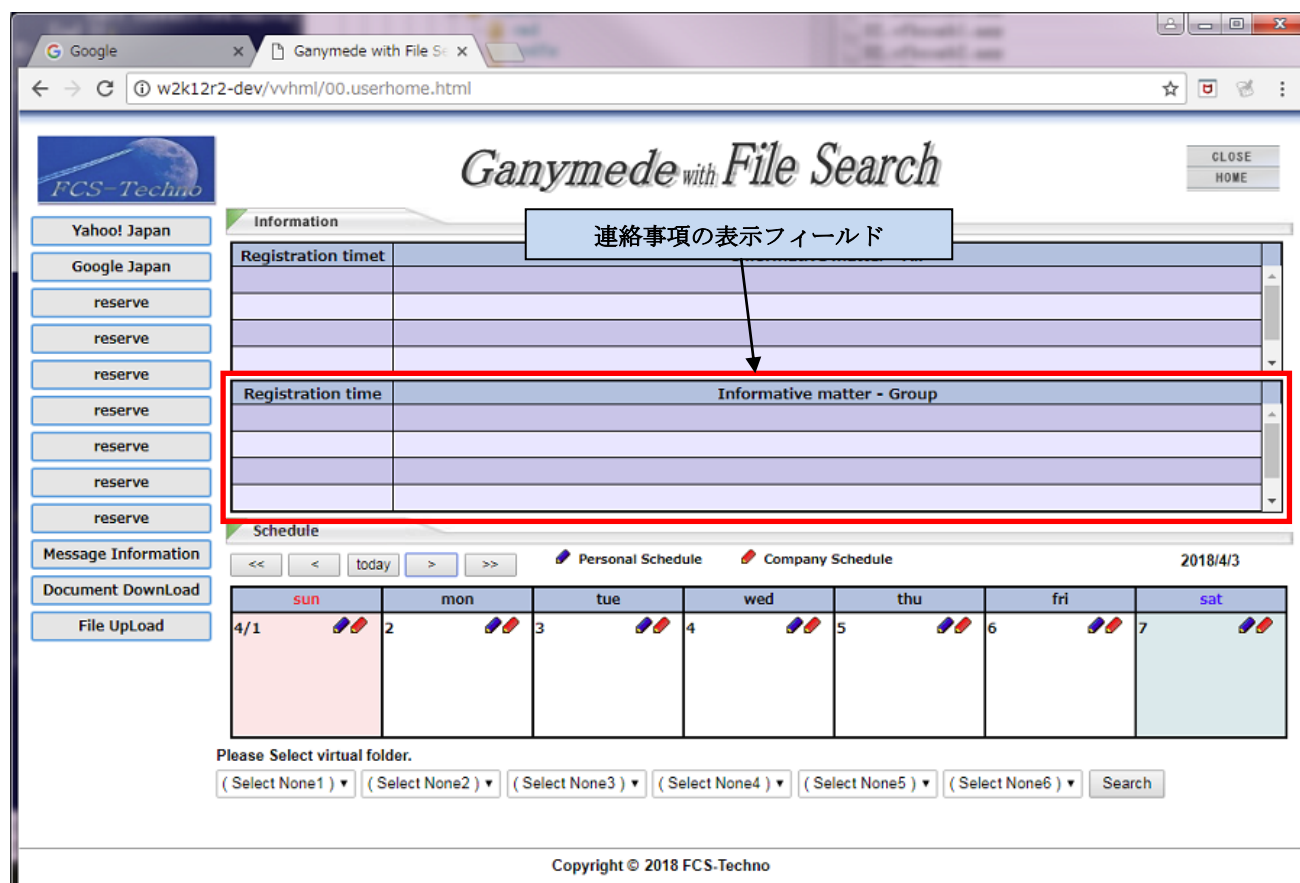 Google
Ganymede with File Se
w2k12r2-dev/vvhml/00.userhome.html
FCS-Techno
Ganymede with File Search
CLOSE
HOME
Yahoo! Japan
Google Japan
reserve
reserve
reserve
reserve
reserve
reserve
reserve
Message Information
Document DownLoad
File UpLoad
Information
連絡事項の表示フィールド
Registration timet
Registration time Informative matter - Group
Schedule
<< < today > >> Personal Schedule Company Schedule 2018/4/3
sun mon tue wed thu fri sat
4/1 2 3 4 5 6 7
Please Select virtual folder.
( Select None1 ) ( Select None2 ) ( Select None3 ) ( Select None4 ) ( Select None5 ) ( Select None6 ) Search
Copyright © 2018 FCS-Techno